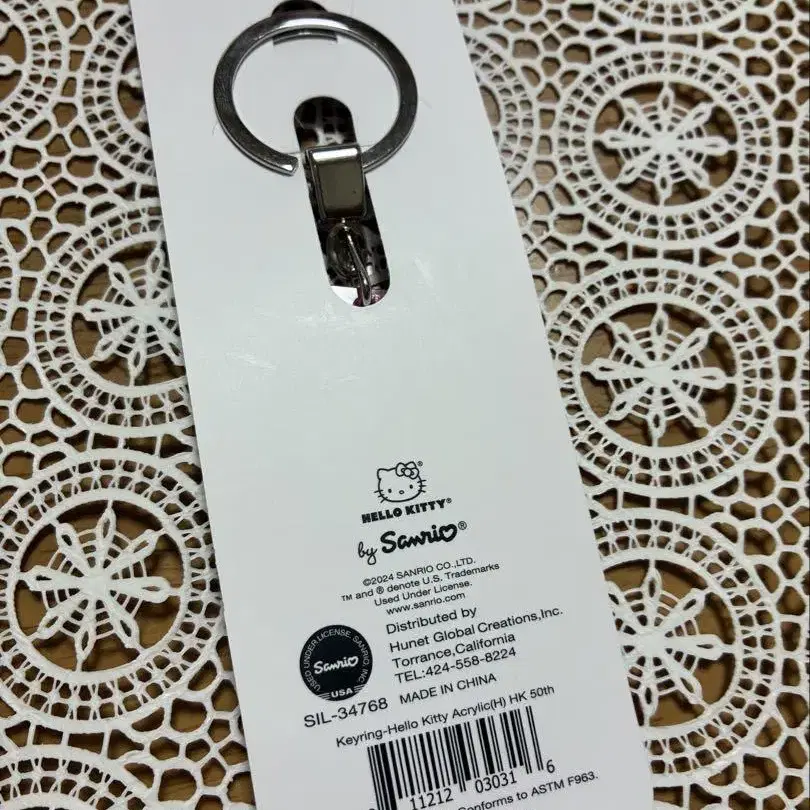 HELLO KITTY®
by Sanrio®
©2024 SANRIO CO.,LTD.
TM and ® denote U.S. Trademarks
Used Under License.
www.sanrio.com
Distributed by
Hunet Global Creations,Inc.
Torrance,California
TEL:424-558-8224
USED UNDER LICENSE SANRIO, INC.
Sanrio
USA
SIL-34768 MADE IN CHINA
Keyring-Hello Kitty Acrylic(H) HK 50th
11212 03031 6
Conforms to ASTM F963.